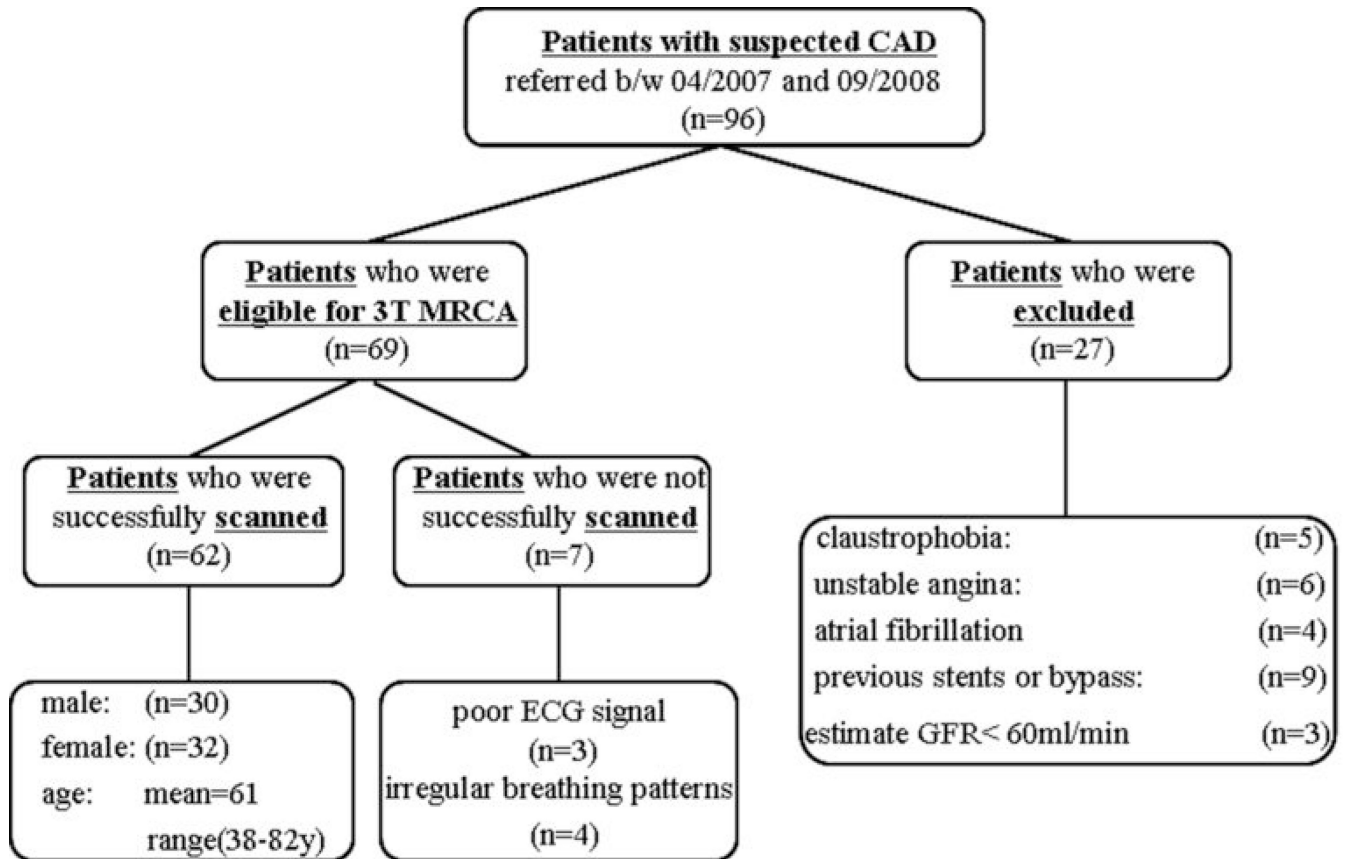 Patients with suspected CAD
referred b/w 04/2007 and 09/2008
(n=96)
Patients who were
eligible for 3T MRCA
(n=69)
Patients who were
excluded
(n=27)
Patients who were
successfully scanned
(n=62)
Patients who were not
successfully scanned
(n=7)
claustrophobia: (n=5)
unstable angina: (n=6)
atrial fibrillation (n=4)
previous stents or bypass: (n=9)
estimate GFR< 60ml/min (n=3)
male: (n=30)
female: (n=32)
age: mean=61
range(38-82y)
poor ECG signal
(n=3)
irregular breathing patterns
(n=4)